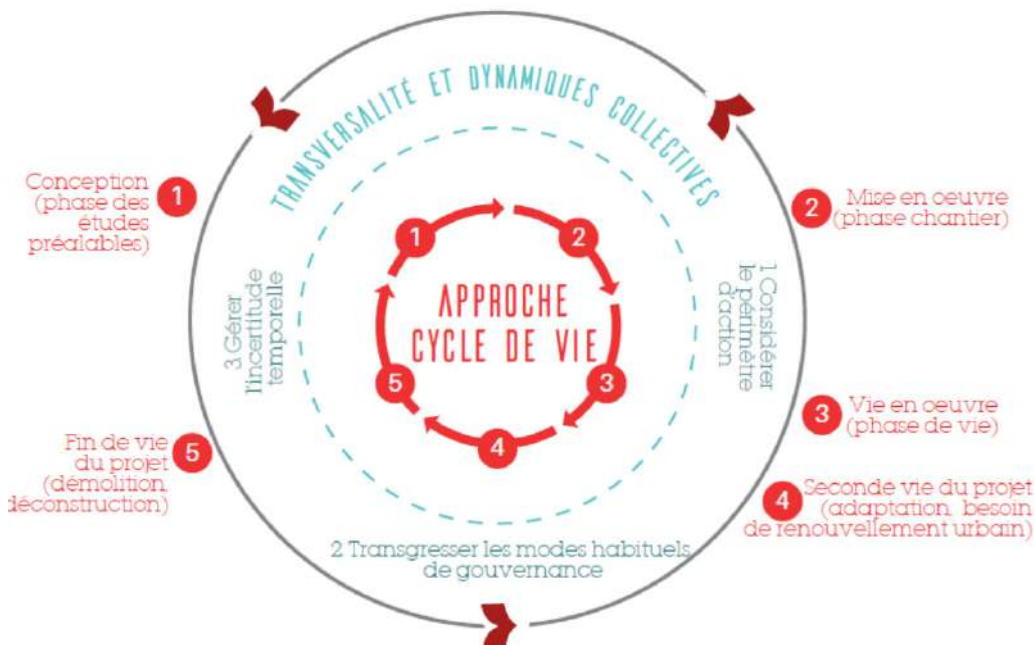 TRANSVERSALITÉ ET DYNAMIQUES COLLECTIVES
1
Conception
(phase des
études
préalables)
2
Mise en oeuvre
(phase chantier)
1
2
3
4
5
APPROCHE
CYCLE DE VIE
3 Gérer
l'incertitude
temporelle
1 Considérer
le périmètre
d'action
3
Vie en oeuvre
(phase de vie)
5
Fin de vie
du projet
(démolition,
déconstruction)
4
Seconde vie du projet
(adaptation, besoin
de renouvellement urbain)
2 Transgresser les modes habituels
de gouvernance